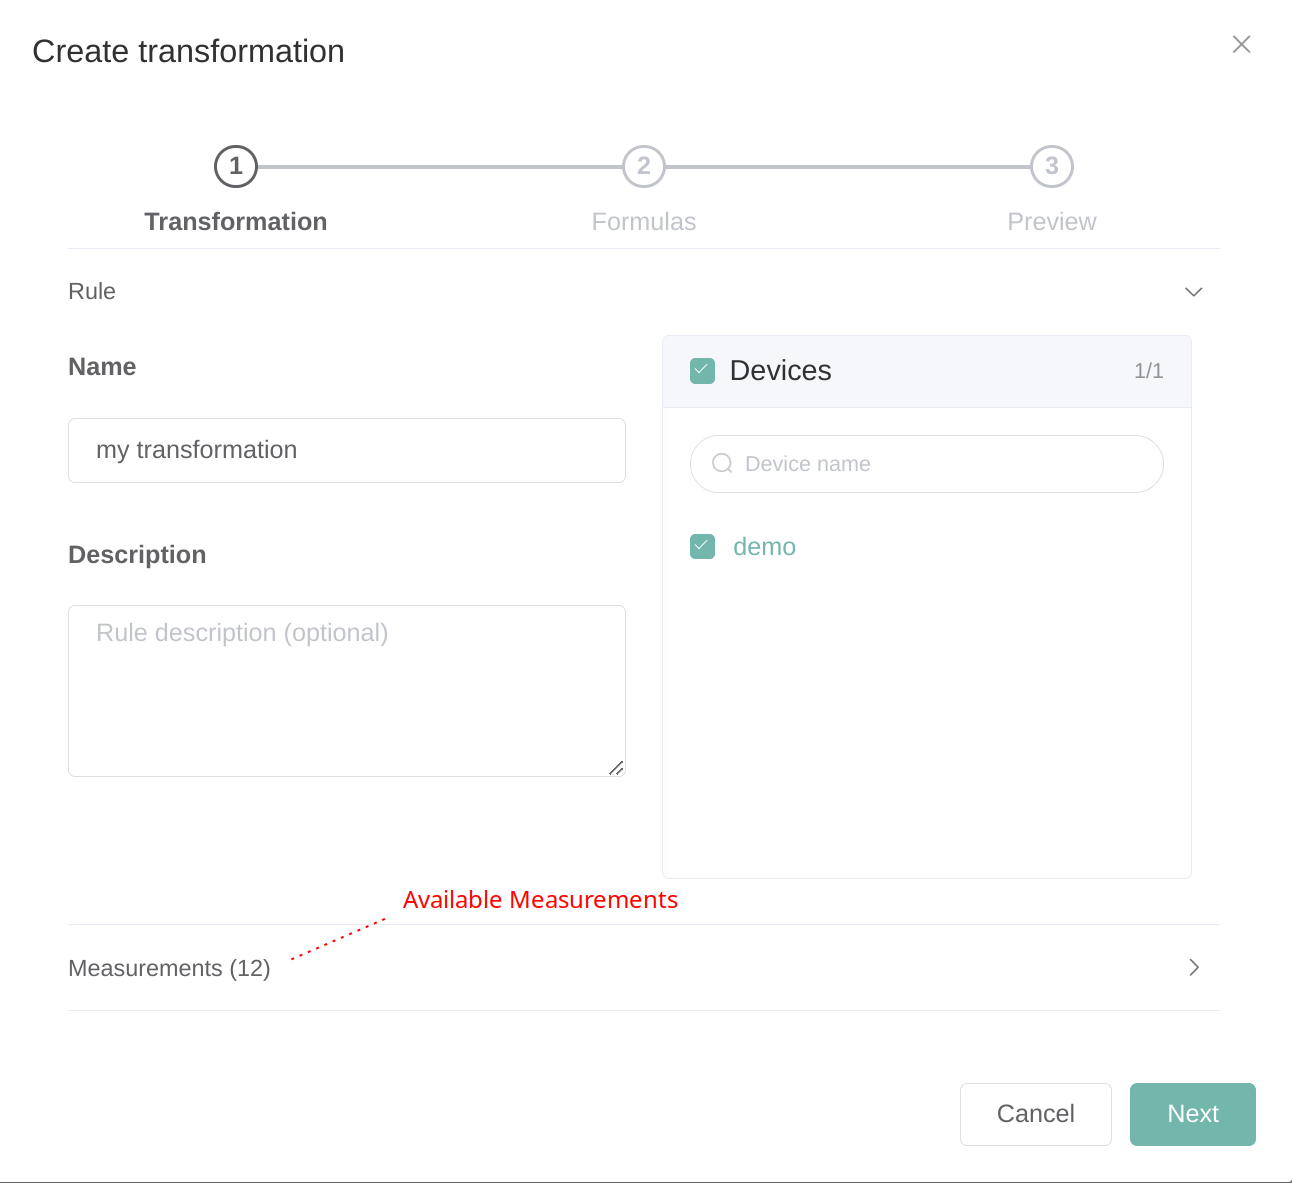 Create transformation
1
2
3
Transformation
Formulas
Preview
Rule
Name
my transformation
Description
Rule description (optional)
Devices
1/1
Device name
demo
Available Measurements
Measurements (12)
Cancel
Next